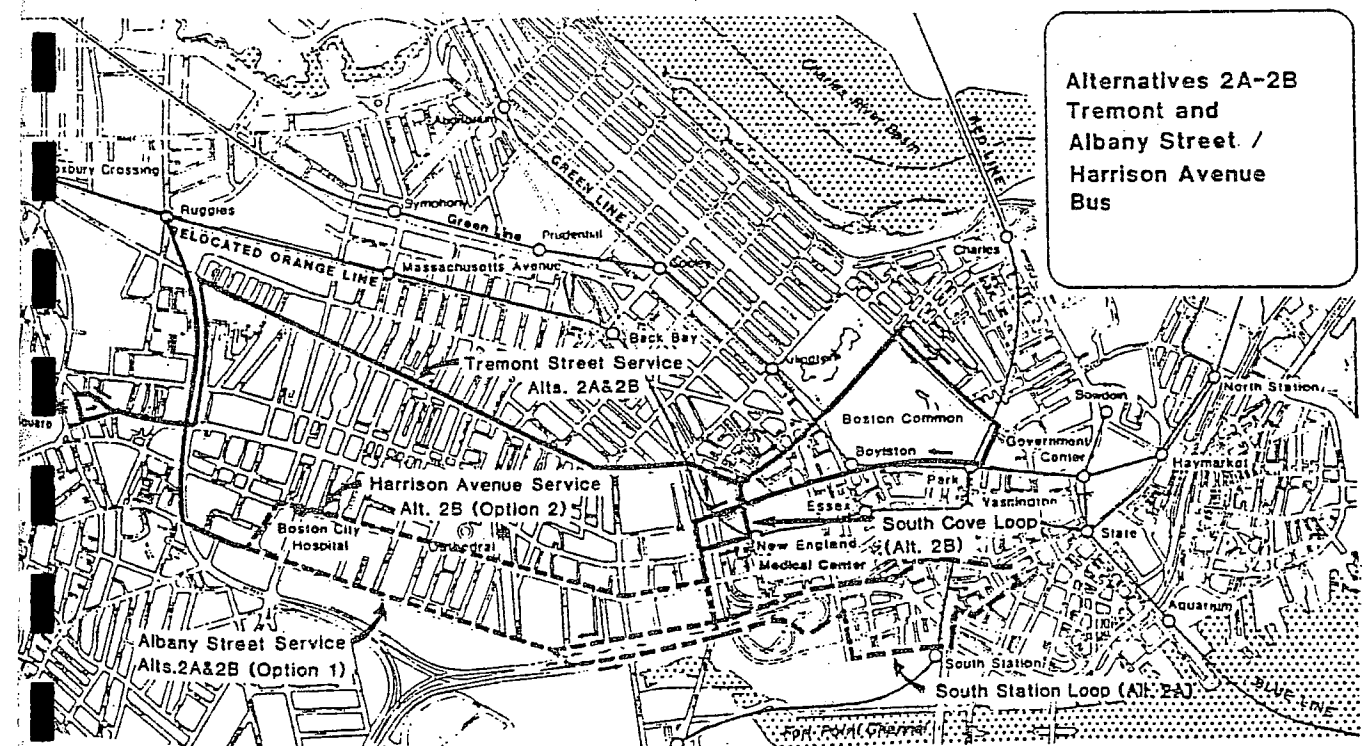 Alternatives 2A-2B
Tremont and
Albany Street /
Harrison Avenue
Bus
Charles River Basin
RED LINE
Auditorium
GREEN LINE
oxbury Crossing
Ruggles
Symphony
Green Line
Prudential
Copley
RELOCATED ORANGE LINE
Massachusetts Avenue
Charles
Back Bay
Arlington
Tremont Street Service
Alts. 2A&2B
North Station
Bowdoin
Boston Common
Government
Center
Haymarket
Boylston
Park
Washington
Essex
State
Harrison Avenue Service
Alt. 2B (Option 2)
Boston City
Hospital
Cathedral
South Cove Loop
(Alt. 2B)
New England
Medical Center
Aquarium
Albany Street Service
Alts.2A&2B (Option 1)
South Station
South Station Loop (Alt. 2A)
BLUE LINE
Fort Point Channel